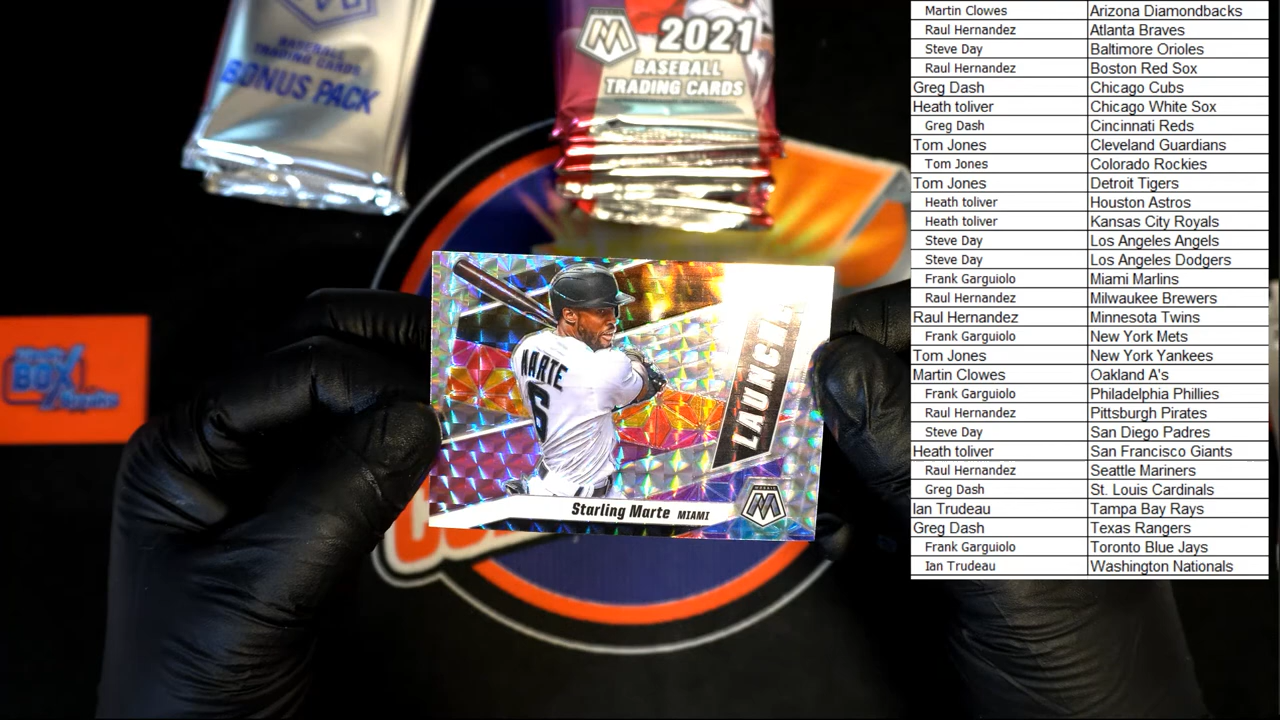 BASEBALL
TRADING CARDS
BONUS PACK
2021
BASEBALL
TRADING CARDS
BOX
MARTE
6
LAUNCH
Starling Marte MIAMI
MOSAIC
Martin Clowes Arizona Diamondbacks
Raul Hernandez Atlanta Braves
Steve Day Baltimore Orioles
Raul Hernandez Boston Red Sox
Greg Dash Chicago Cubs
Heath toliver Chicago White Sox
Greg Dash Cincinnati Reds
Tom Jones Cleveland Guardians
Tom Jones Colorado Rockies
Tom Jones Detroit Tigers
Heath toliver Houston Astros
Heath toliver Kansas City Royals
Steve Day Los Angeles Angels
Steve Day Los Angeles Dodgers
Frank Garguiolo Miami Marlins
Raul Hernandez Milwaukee Brewers
Raul Hernandez Minnesota Twins
Frank Garguiolo New York Mets
Tom Jones New York Yankees
Martin Clowes Oakland A's
Frank Garguiolo Philadelphia Phillies
Raul Hernandez Pittsburgh Pirates
Steve Day San Diego Padres
Heath toliver San Francisco Giants
Raul Hernandez Seattle Mariners
Greg Dash St. Louis Cardinals
Ian Trudeau Tampa Bay Rays
Greg Dash Texas Rangers
Frank Garguiolo Toronto Blue Jays
Ian Trudeau Washington Nationals